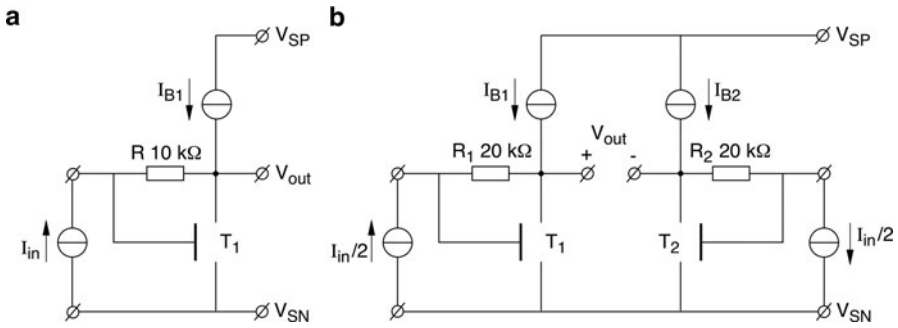 a
V_SP
I_B1
R 10 kΩ
V_out
I_in
T_1
V_SN
b
V_SP
I_B1
I_B2
V_out
R_1 20 kΩ
+
-
R_2 20 kΩ
I_in/2
T_1
T_2
I_in/2
V_SN